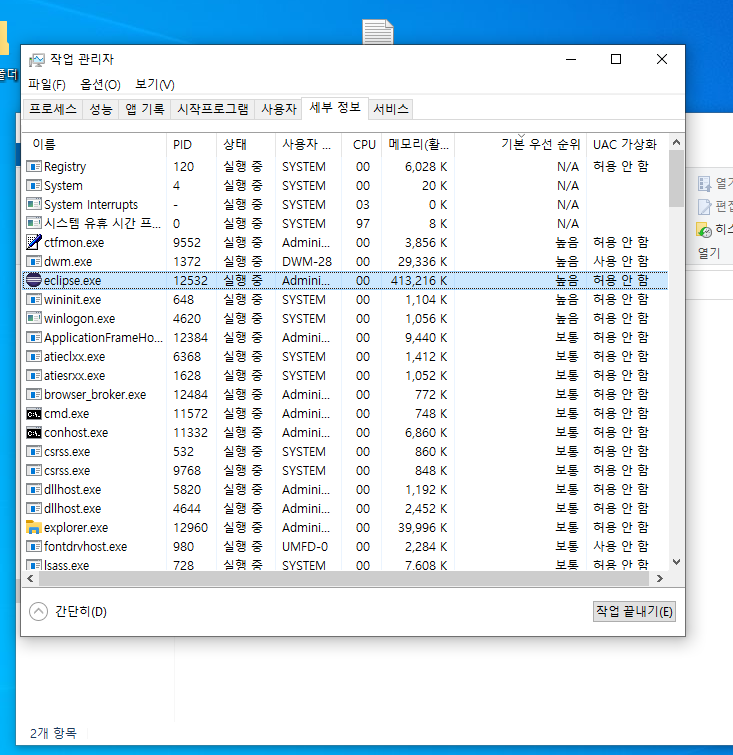 폴더
작업 관리자
파일(F) 옵션(O) 보기(V)
프로세스 성능 앱 기록 시작프로그램 사용자 세부 정보 서비스
이름 PID 상태 사용자 ... CPU 메모리(활... 기본 우선 순위 UAC 가상화
Registry 120 실행 중 SYSTEM 00 6,028 K N/A 허용 안 함
System 4 실행 중 SYSTEM 00 20 K N/A
System Interrupts - 실행 중 SYSTEM 03 0 K N/A
시스템 유휴 시간 프... 0 실행 중 SYSTEM 97 8 K N/A
ctfmon.exe 9552 실행 중 Admini... 00 3,856 K 높음 허용 안 함
dwm.exe 1372 실행 중 DWM-28 00 29,336 K 높음 사용 안 함
eclipse.exe 12532 실행 중 Admini... 00 413,216 K 높음 허용 안 함
wininit.exe 648 실행 중 SYSTEM 00 1,104 K 높음 허용 안 함
winlogon.exe 4620 실행 중 SYSTEM 00 1,056 K 높음 허용 안 함
ApplicationFrameHo... 12384 실행 중 Admini... 00 9,440 K 보통 허용 안 함
atieclxx.exe 6368 실행 중 SYSTEM 00 1,412 K 보통 허용 안 함
atiesrxx.exe 1628 실행 중 SYSTEM 00 1,052 K 보통 허용 안 함
browser_broker.exe 12484 실행 중 Admini... 00 772 K 보통 허용 안 함
cmd.exe 11572 실행 중 Admini... 00 748 K 보통 허용 안 함
conhost.exe 11332 실행 중 Admini... 00 6,860 K 보통 허용 안 함
csrss.exe 532 실행 중 SYSTEM 00 860 K 보통 허용 안 함
csrss.exe 9768 실행 중 SYSTEM 00 848 K 보통 허용 안 함
dllhost.exe 5820 실행 중 Admini... 00 1,192 K 보통 허용 안 함
dllhost.exe 4644 실행 중 Admini... 00 2,452 K 보통 허용 안 함
explorer.exe 12960 실행 중 Admini... 00 39,996 K 보통 허용 안 함
fontdrvhost.exe 980 실행 중 UMFD-0 00 2,284 K 보통 사용 안 함
lsass.exe 728 실행 중 SYSTEM 00 7,608 K 보통 허용 안 함
간단히(D) 작업 끝내기(E)
열기
편집
히스
열기
2개 항목